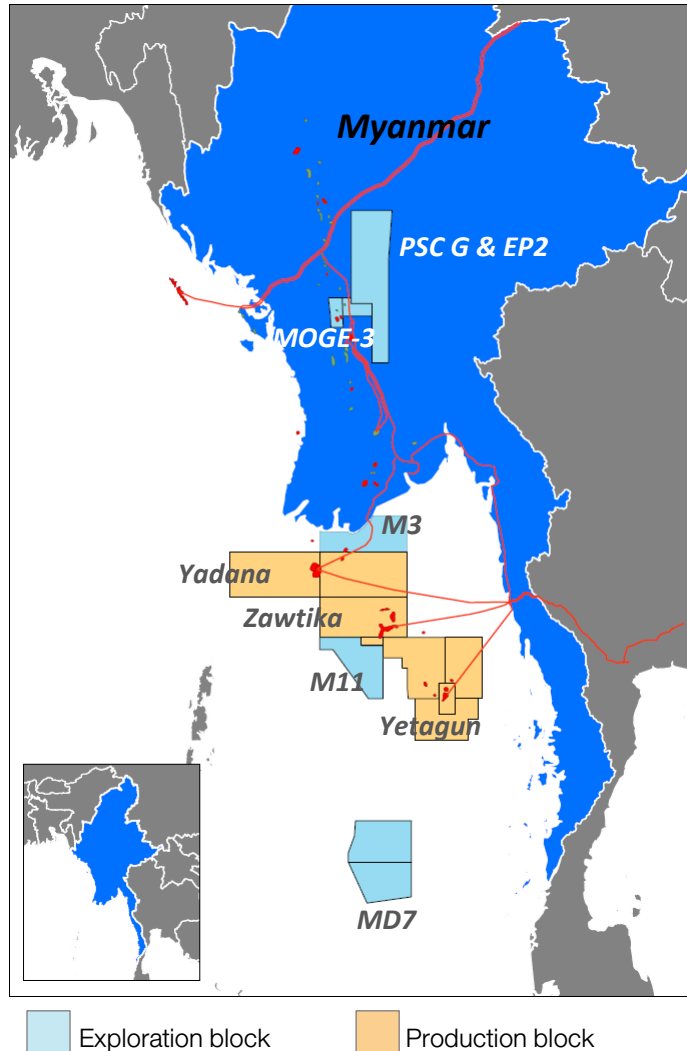 Myanmar
PSC G & EP2
MOGE-3
M3
Yadana
Zawtika
M11
Yetagun
MD7
Exploration block
Production block